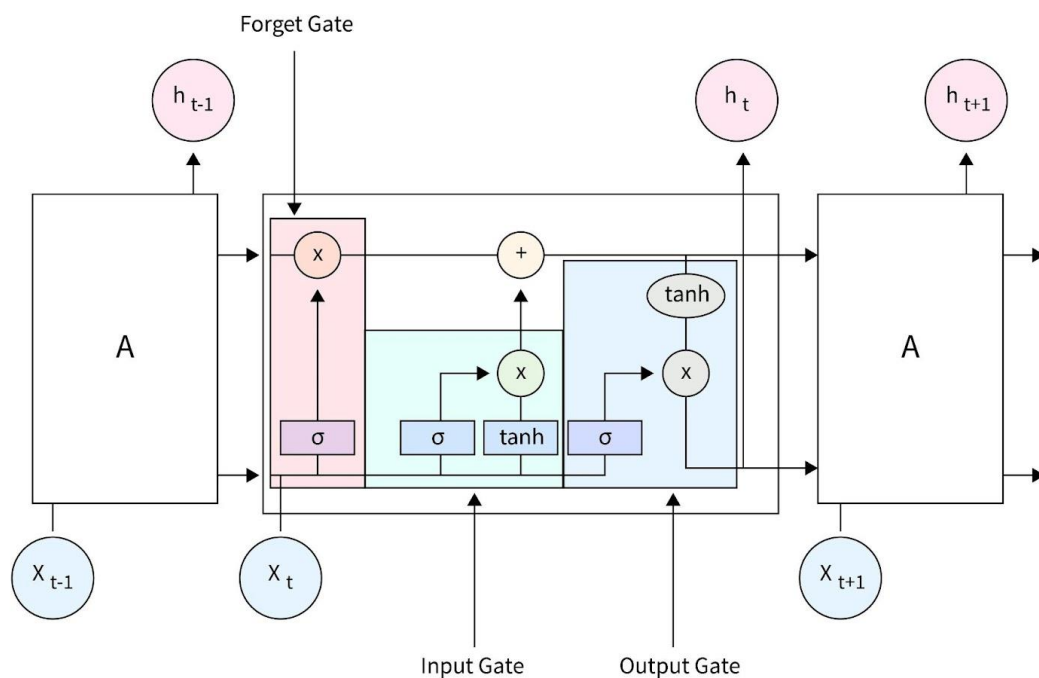 Forget Gate
h t-1
h t
h t+1
x
+
tanh
A
x
x
A
σ
σ
tanh
σ
X t-1
X t
X t+1
Input Gate
Output Gate